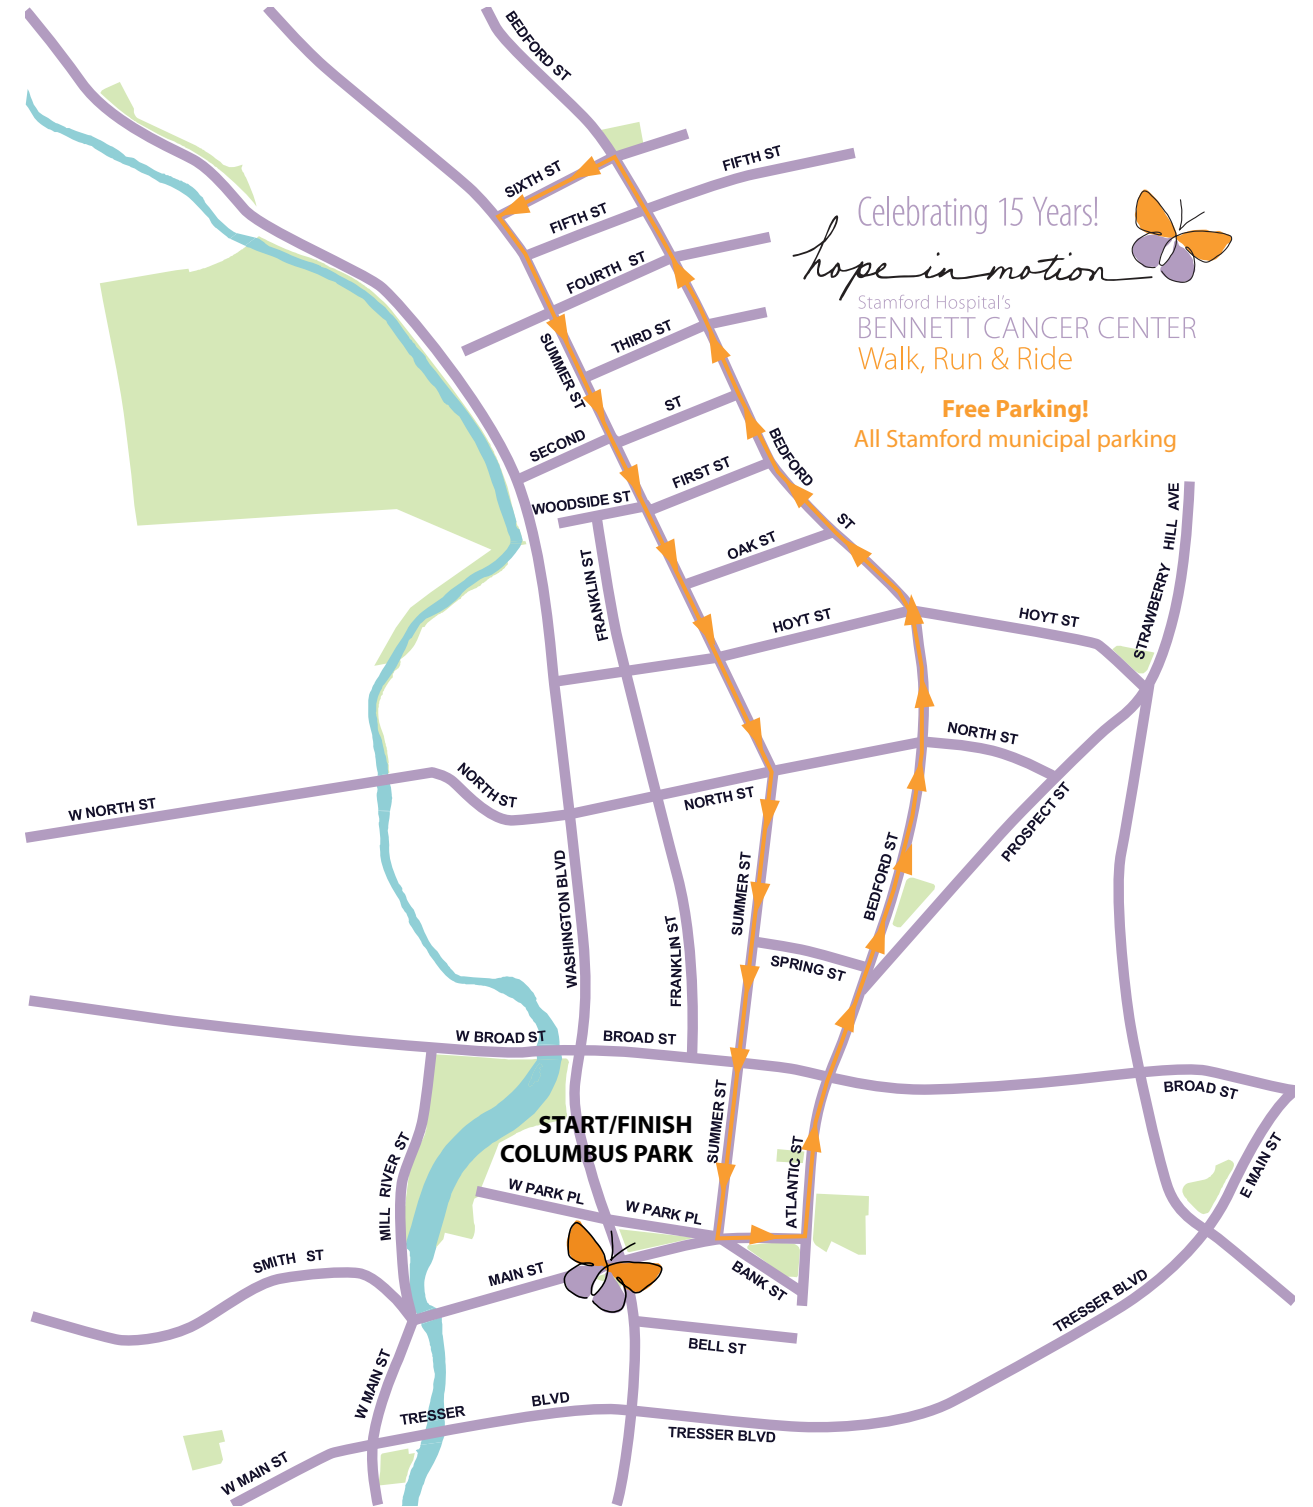 BEDFORD ST
SIXTH ST
FIFTH ST
FIFTH ST
FOURTH ST
THIRD ST
SUMMER ST
ST
SECOND
BEDFORD
ST
FIRST ST
WOODSIDE ST
OAK ST
FRANKLIN ST
HOYT ST
HOYT ST
STRAWBERRY HILL AVE
Celebrating 15 Years!
hope in motion
Stamford Hospital's
BENNETT CANCER CENTER
Walk, Run & Ride
Free Parking!
All Stamford municipal parking
W NORTH ST
NORTH ST
NORTH ST
NORTH ST
PROSPECT ST
WASHINGTON BLVD
FRANKLIN ST
SUMMER ST
BEDFORD ST
SPRING ST
W BROAD ST
BROAD ST
BROAD ST
START/FINISH
COLUMBUS PARK
SUMMER ST
ATLANTIC ST
MILL RIVER ST
W PARK PL
W PARK PL
E MAIN ST
SMITH ST
MAIN ST
BANK ST
BELL ST
TRESSER BLVD
W MAIN ST
TRESSER
BLVD
TRESSER BLVD
W MAIN ST